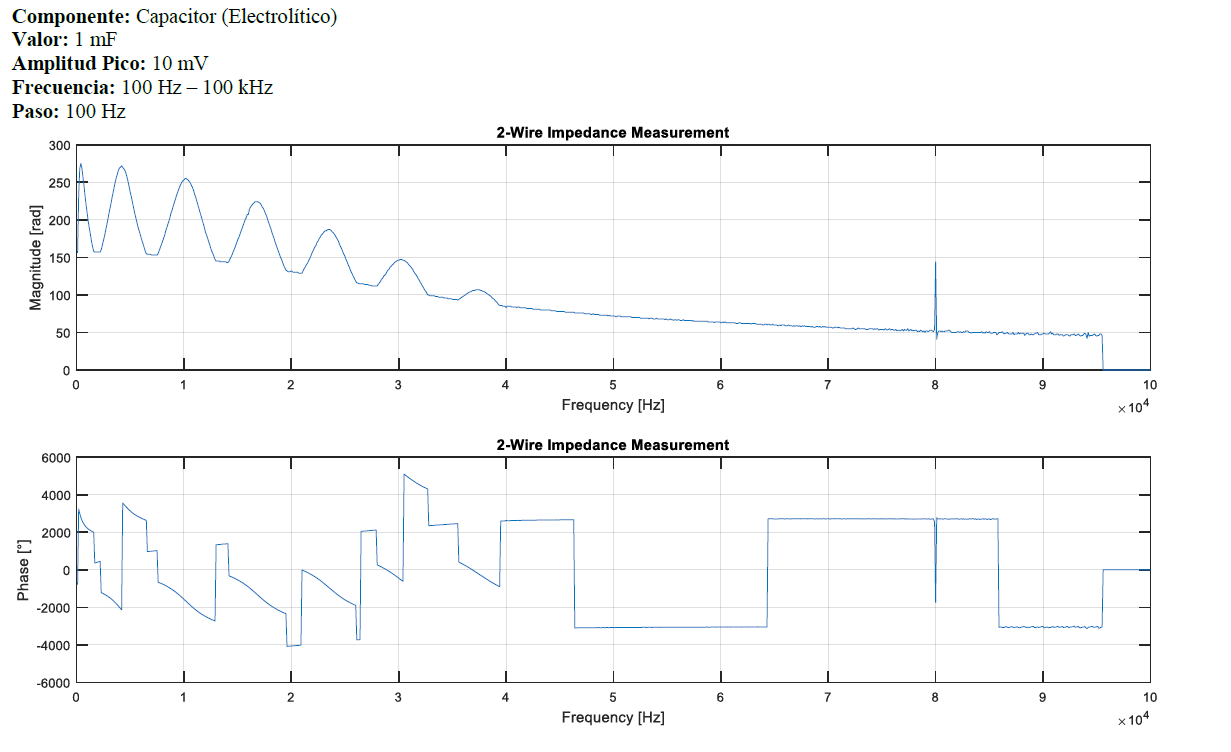 Componente: Capacitor (Electrolítico)
Valor: 1 mF
Amplitud Pico: 10 mV
Frecuencia: 100 Hz – 100 kHz
Paso: 100 Hz
2-Wire Impedance Measurement
300
250
200
150
100
50
0
Magnitude [rad]
0 1 2 3 4 5 6 7 8 9 10
Frequency [Hz]
×10^4
2-Wire Impedance Measurement
6000
4000
2000
0
-2000
-4000
-6000
Phase [°]
0 1 2 3 4 5 6 7 8 9 10
Frequency [Hz]
×10^4